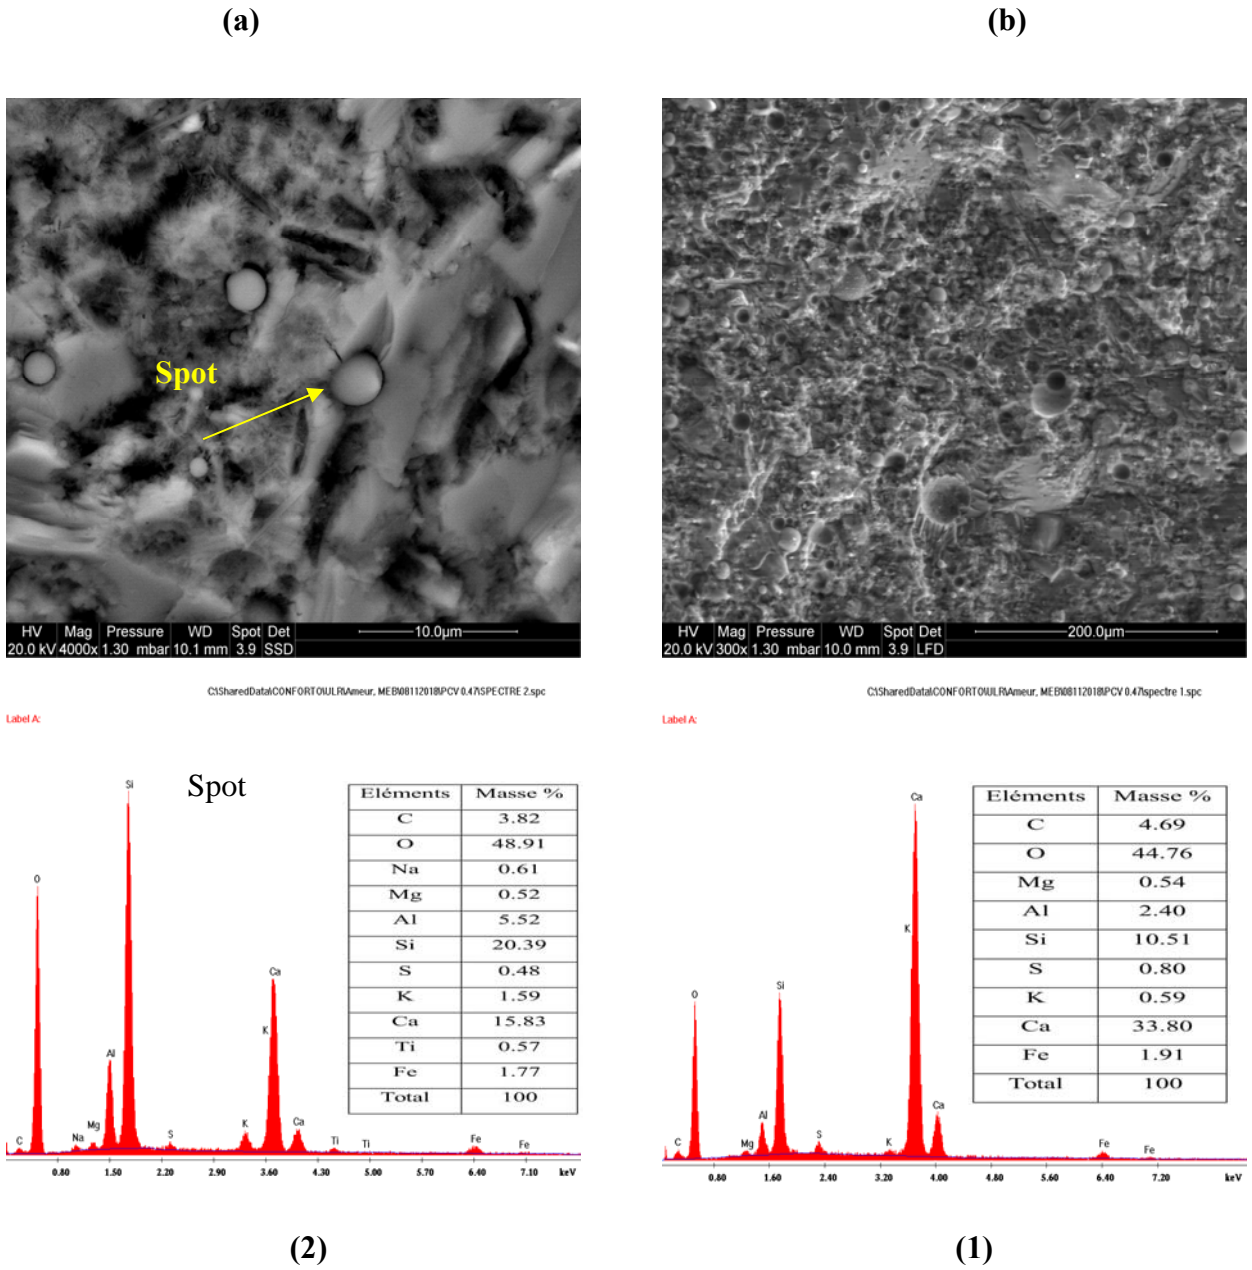 (a)
(b)
Spot
HV Mag Pressure WD Spot Det
20.0 kV 4000x 1.30 mbar 10.1 mm 3.9 SSD
10.0µm
HV Mag Pressure WD Spot Det
20.0 kV 300x 1.30 mbar 10.0 mm 3.9 LFD
200.0µm
C:\SharedData\CONFORTO\ULR\Ameur, MEB\08112018\PCV 0.47\SPECTRE 2.spc
Label A:
Spot
Eléments Masse %
C 3.82
O 48.91
Na 0.61
Mg 0.52
Al 5.52
Si 20.39
S 0.48
K 1.59
Ca 15.83
Ti 0.57
Fe 1.77
Total 100
C O Na Mg Al Si S K K Ca Ca Ti Ti Fe Fe
0.80 1.50 2.20 2.90 3.60 4.30 5.00 5.70 6.40 7.10 keV
C:\SharedData\CONFORTO\ULR\Ameur, MEB\08112018\PCV 0.47\spectre 1.spc
Label A:
Eléments Masse %
C 4.69
O 44.76
Mg 0.54
Al 2.40
Si 10.51
S 0.80
K 0.59
Ca 33.80
Fe 1.91
Total 100
C O Mg Al Si S K K Ca Ca Fe Fe
0.80 1.60 2.40 3.20 4.00 4.80 5.60 6.40 7.20 keV
(2)
(1)